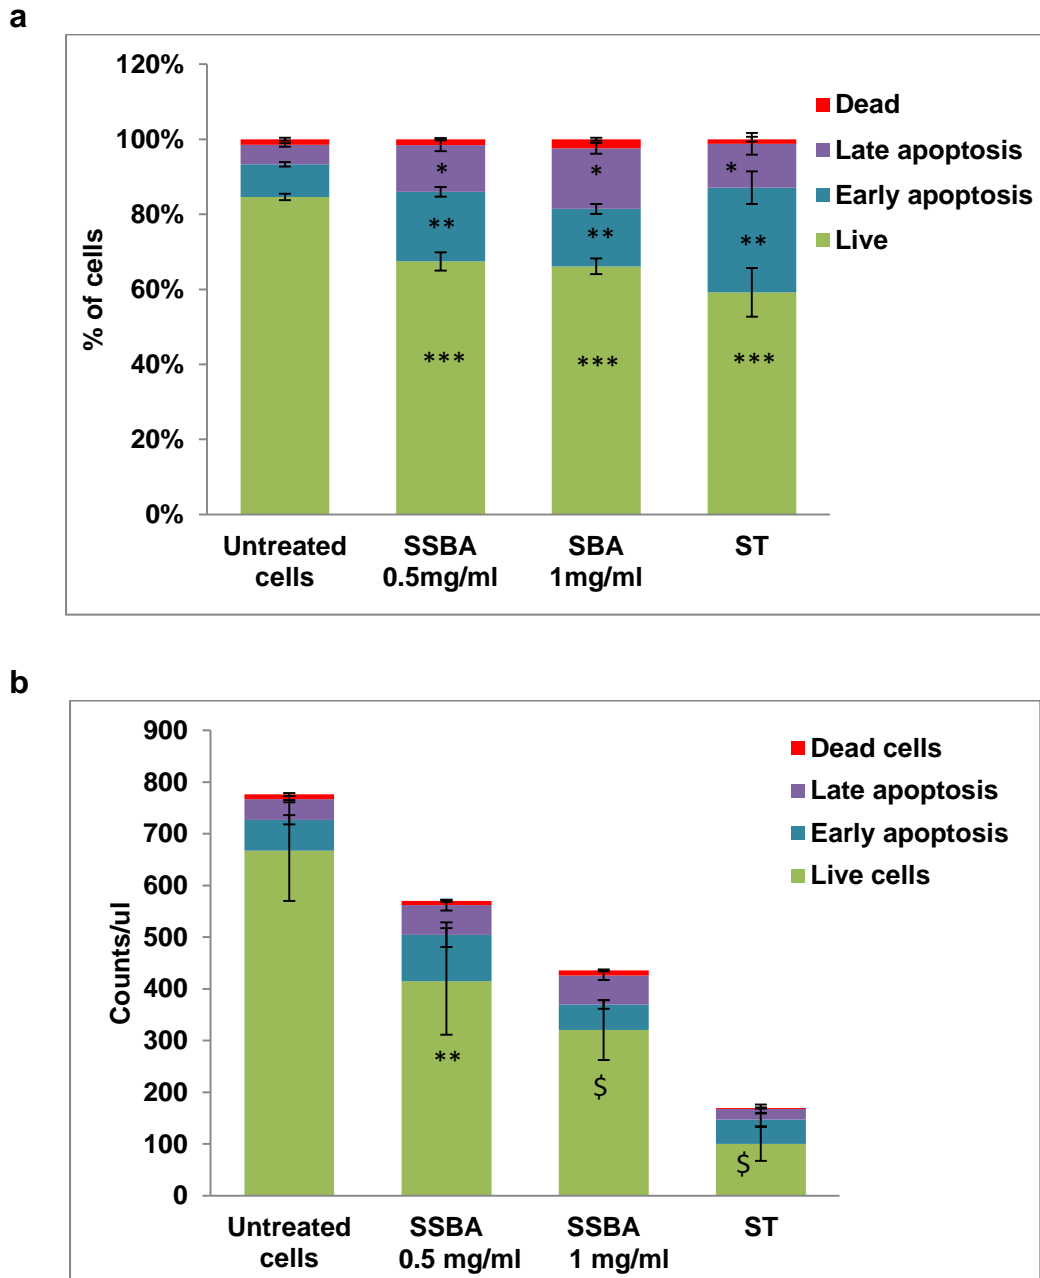 a
120%
100%
80%
60%
40%
20%
0%
% of cells
Dead
Late apoptosis
Early apoptosis
Live
* * *
** ** **
*** *** ***
Untreated cells
SSBA 0.5mg/ml
SBA 1mg/ml
ST
b
900
800
700
600
500
400
300
200
100
0
Counts/ul
Dead cells
Late apoptosis
Early apoptosis
Live cells
**
$
$
Untreated cells
SSBA 0.5 mg/ml
SSBA 1 mg/ml
ST